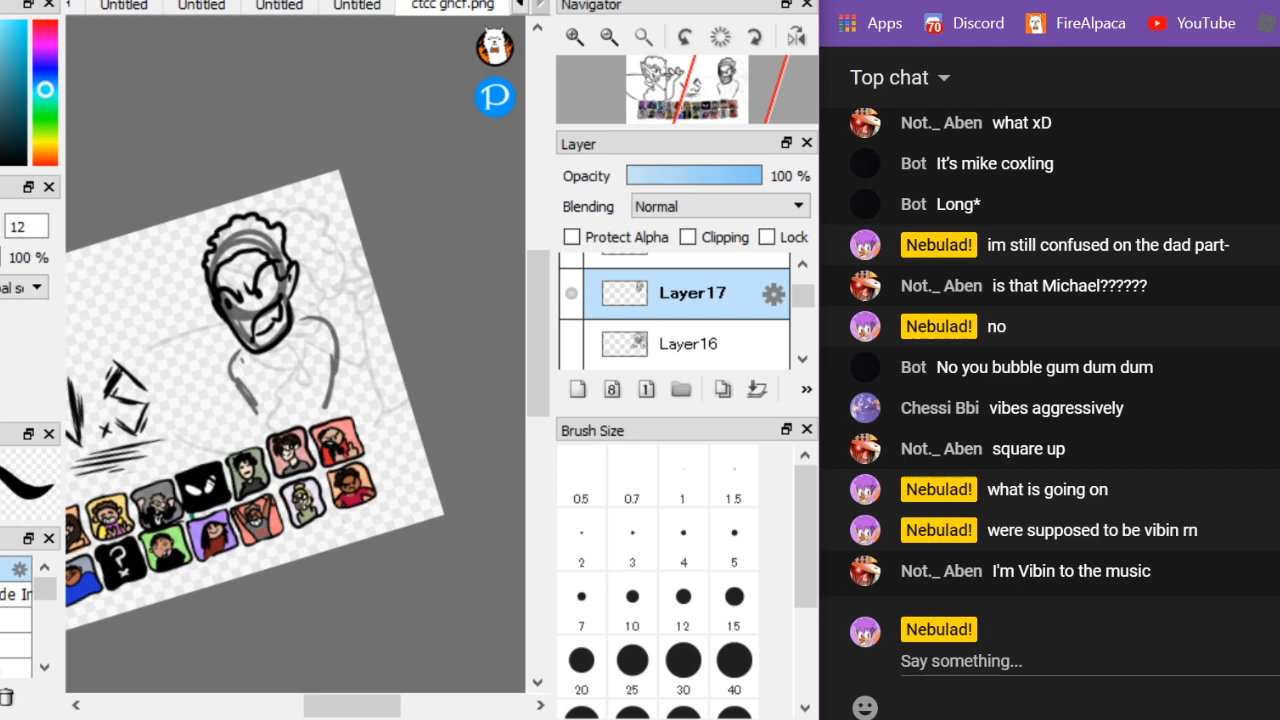 Untitled
Untitled
Untitled
Untitled
ctcc gncf.png
Navigator
12
100 %
Layer
Opacity
100 %
Blending
Normal
Protect Alpha
Clipping
Lock
Layer17
Layer16
8
1
Brush Size
0.5
0.7
1
1.5
2
3
4
5
7
10
12
15
20
25
30
40
Apps
70
Discord
FireAlpaca
YouTube
Top chat
Not._ Aben what xD
Bot It's mike coxling
Bot Long*
Nebulad! im still confused on the dad part-
Not._ Aben is that Michael??????
Nebulad! no
Bot No you bubble gum dum dum
Chessi Bbi vibes aggressively
Not._ Aben square up
Nebulad! what is going on
Nebulad! were supposed to be vibin rn
Not._ Aben I'm Vibin to the music
Nebulad!
Say something...